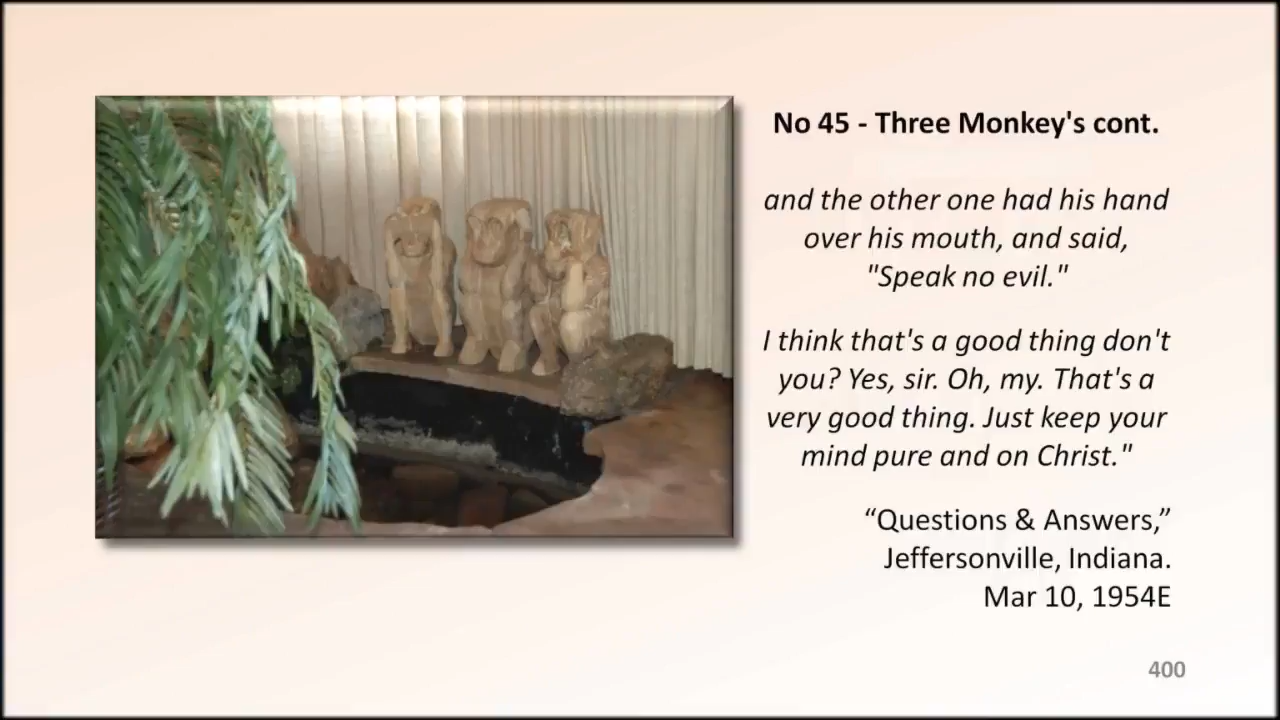 No 45 - Three Monkey's cont.
and the other one had his hand
over his mouth, and said,
"Speak no evil."
I think that's a good thing don't
you? Yes, sir. Oh, my. That's a
very good thing. Just keep your
mind pure and on Christ."
“Questions & Answers,”
Jeffersonville, Indiana.
Mar 10, 1954E
400